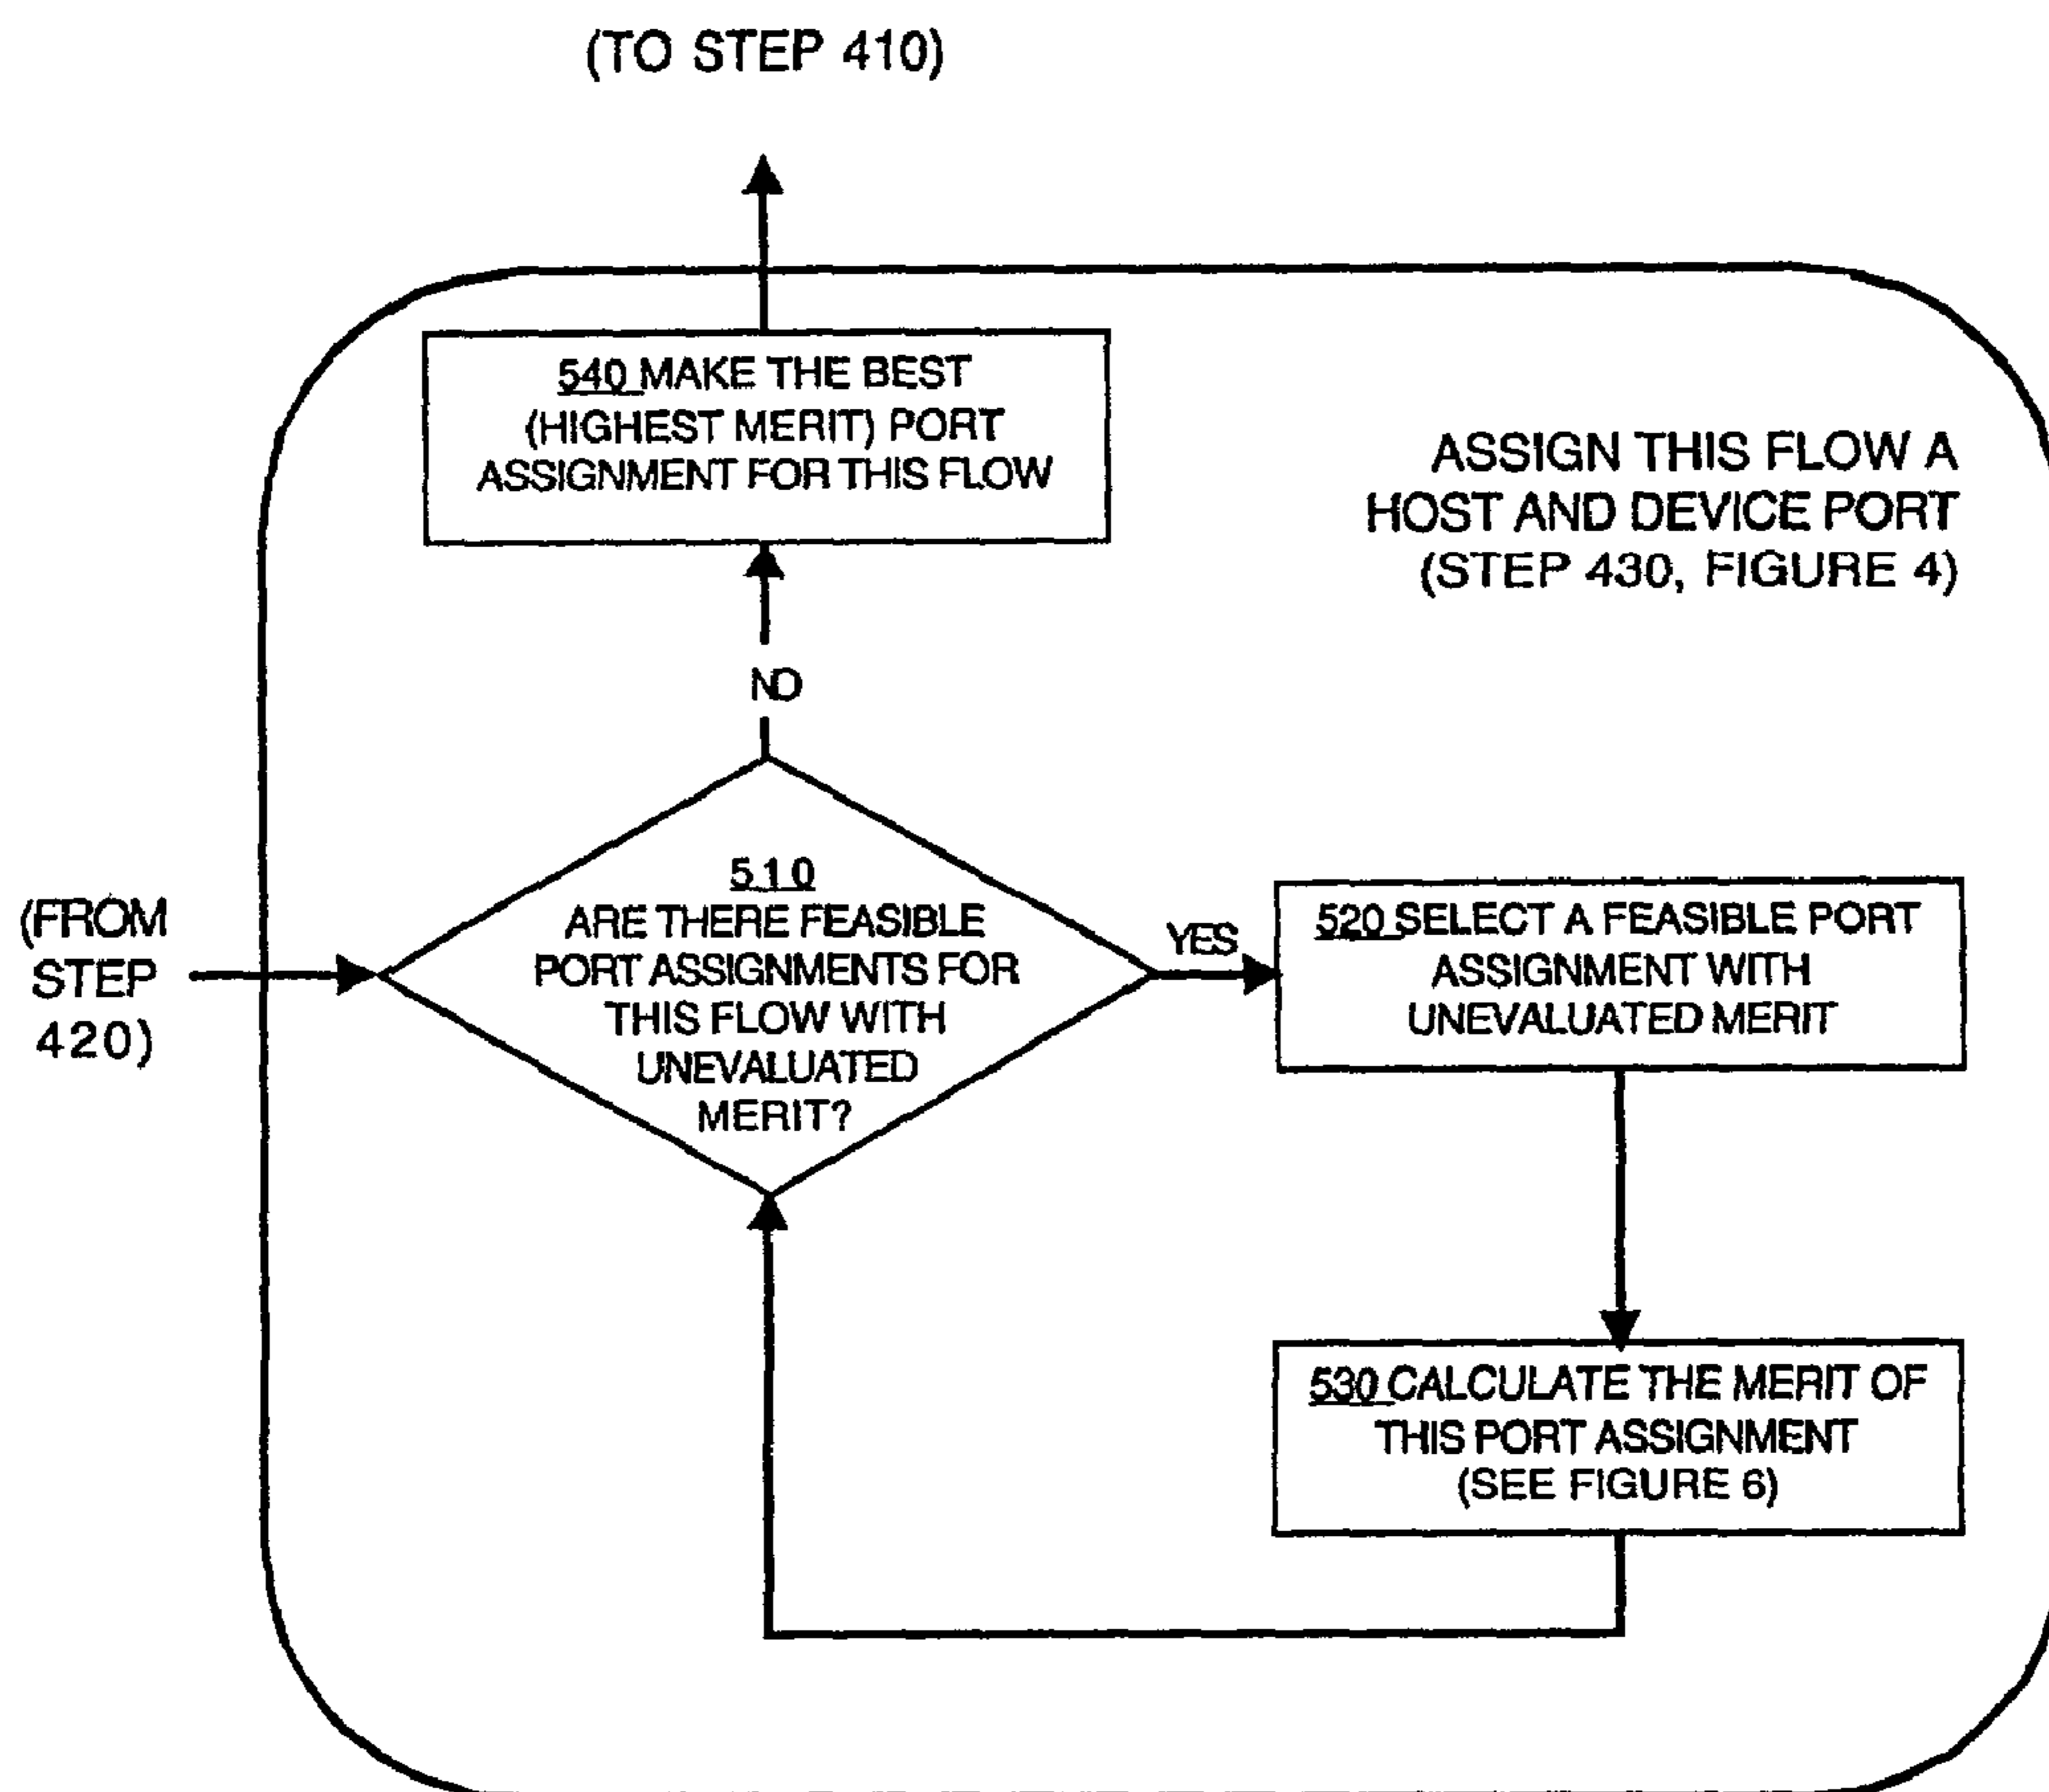 (TO STEP 410)
540 MAKE THE BEST
(HIGHEST MERIT) PORT
ASSIGNMENT FOR THIS FLOW
ASSIGN THIS FLOW A
HOST AND DEVICE PORT
(STEP 430, FIGURE 4)
NO
(FROM
STEP
420)
510
ARE THERE FEASIBLE
PORT ASSIGNMENTS FOR
THIS FLOW WITH
UNEVALUATED
MERIT?
YES
520 SELECT A FEASIBLE PORT
ASSIGNMENT WITH
UNEVALUATED MERIT
530 CALCULATE THE MERIT OF
THIS PORT ASSIGNMENT
(SEE FIGURE 6)